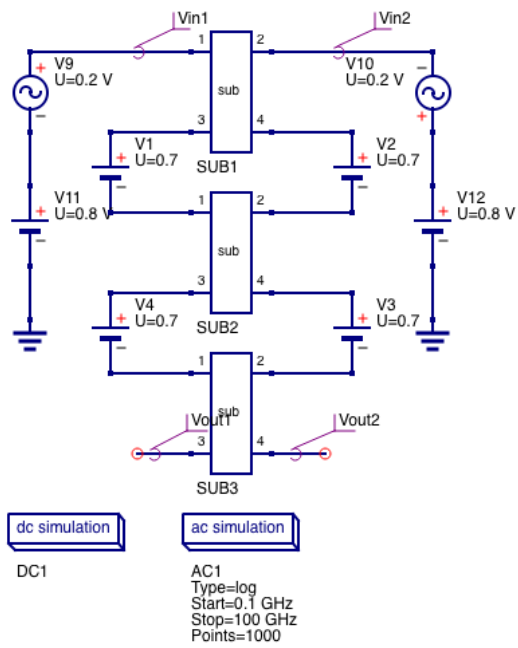 Vin1
Vin2
1
2
+
V9
U=0.2 V
−
V10
U=0.2 V
−
+
sub
3
4
SUB1
+
V1
U=0.7
−
+
V2
U=0.7
−
+
V11
U=0.8 V
−
+
V12
U=0.8 V
−
1
2
sub
3
4
SUB2
+
V4
U=0.7
−
+
V3
U=0.7
−
1
2
sub
Vout1
Vout2
3
4
SUB3
dc simulation
ac simulation
DC1
AC1
Type=log
Start=0.1 GHz
Stop=100 GHz
Points=1000